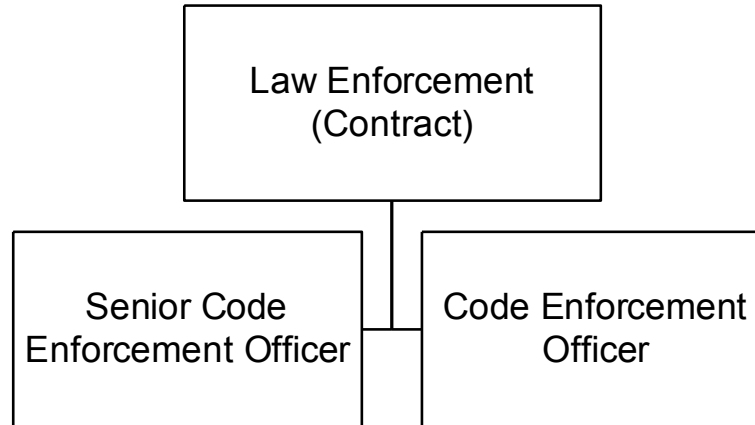 Law Enforcement
(Contract)
Senior Code
Enforcement Officer
Code Enforcement
Officer